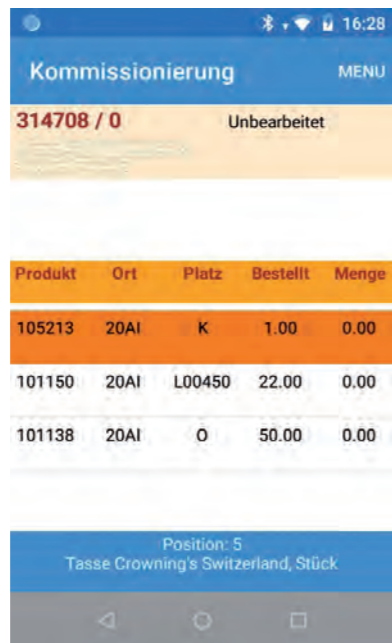 16:28
Kommissionierung MENU
314708 / 0 Unbearbeitet
Produkt Ort Platz Bestellt Menge
105213 20AI K 1.00 0.00
101150 20AI L00450 22.00 0.00
101138 20AI O 50.00 0.00
Position: 5
Tasse Crowning's Switzerland, Stück